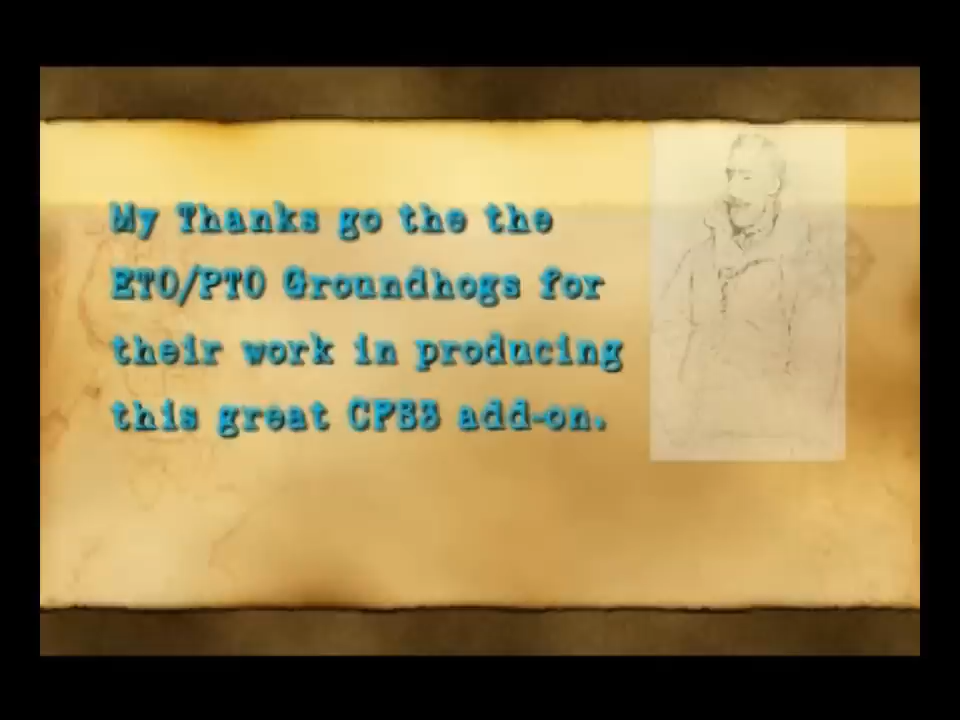 My Thanks go the the
ETO/PTO Groundhogs for
their work in producing
this great CFS3 add-on.